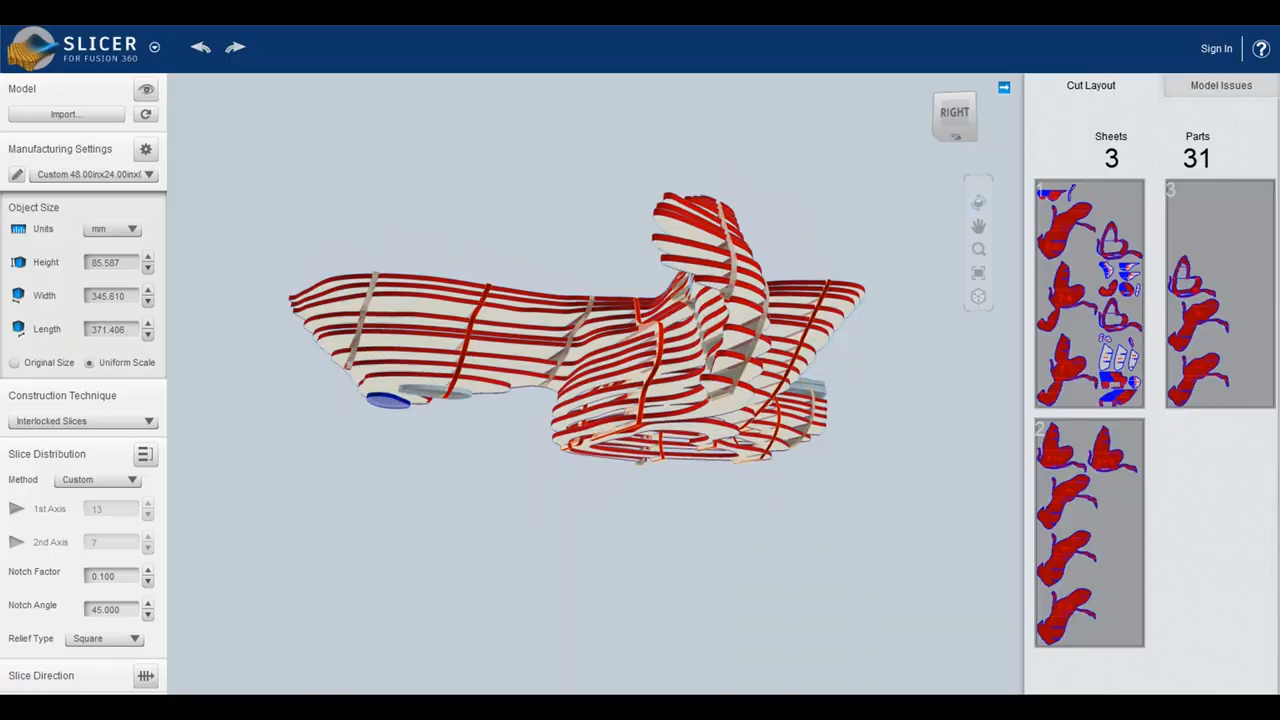 SLICER
FOR FUSION 360
Sign In
?
Model
Import...
Manufacturing Settings
Custom 48.00inx24.00inx(
Object Size
Units mm
Height 85.587
Width 345.610
Length 371.406
Original Size Uniform Scale
Construction Technique
Interlocked Slices
Slice Distribution
Method Custom
1st Axis 13
2nd Axis 7
Notch Factor 0.100
Notch Angle 45.000
Relief Type Square
Slice Direction
RIGHT
Cut Layout Model Issues
Sheets Parts
3 31
1
3
2